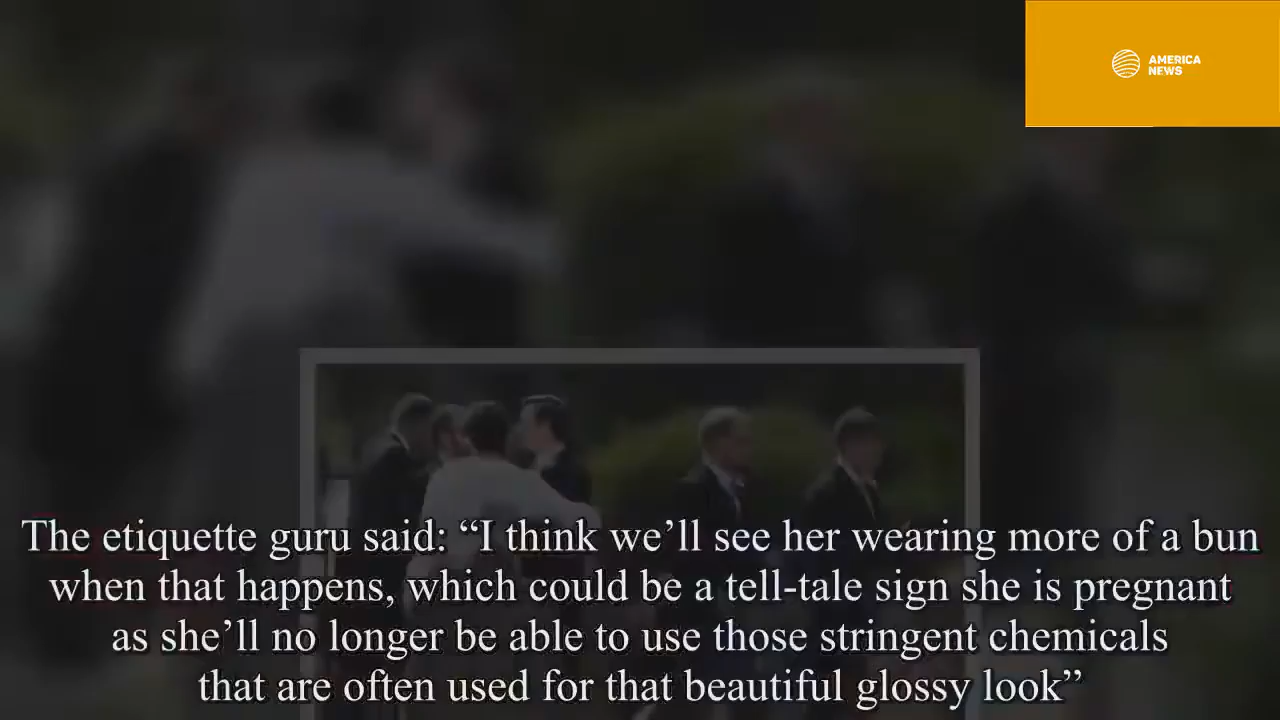 AMERICA
NEWS
The etiquette guru said: “I think we’ll see her wearing more of a bun
when that happens, which could be a tell-tale sign she is pregnant
as she’ll no longer be able to use those stringent chemicals
that are often used for that beautiful glossy look”